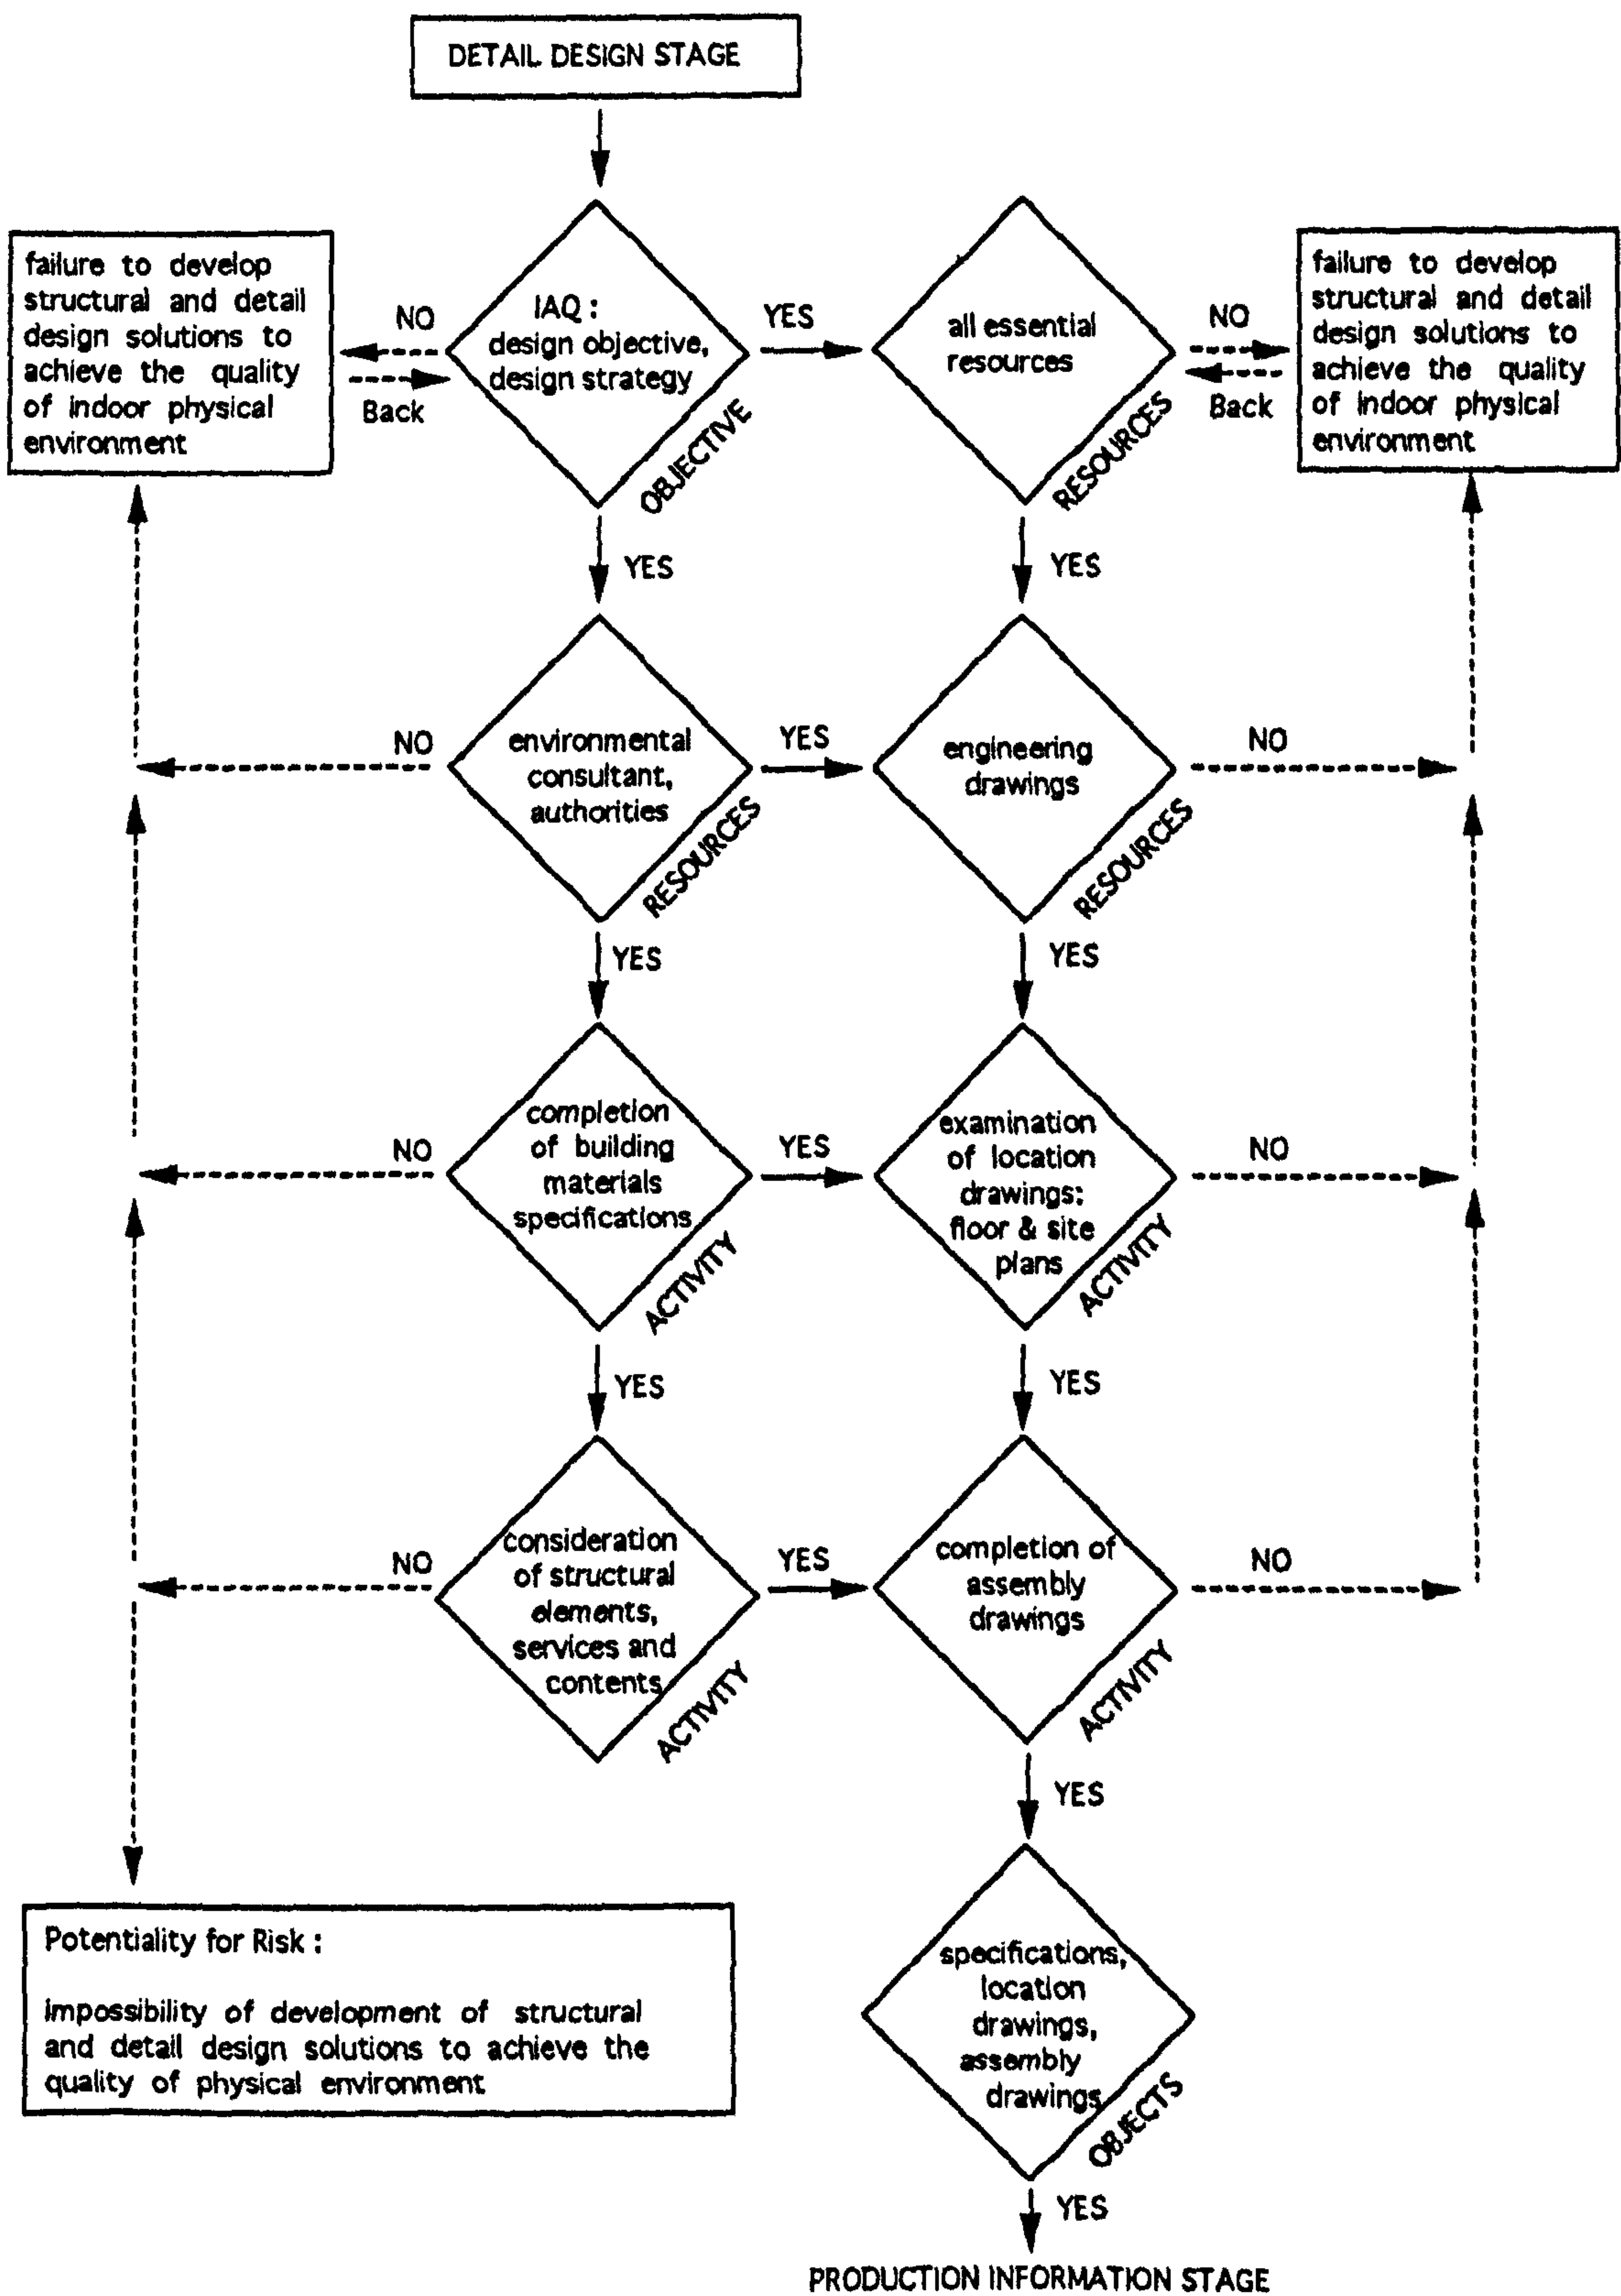 DETAIL DESIGN STAGE
failure to develop
structural and detail
design solutions to
achieve the quality
of indoor physical
environment
NO
Back
IAQ :
design objective,
design strategy
OBJECTIVE
YES
all essential
resources
RESOURCES
NO
Back
failure to develop
structural and detail
design solutions to
achieve the quality
of indoor physical
environment
YES
YES
NO
environmental
consultant,
authorities
RESOURCES
YES
engineering
drawings
RESOURCES
NO
YES
YES
NO
completion
of building
materials
specifications
ACTIVITY
YES
examination
of location
drawings:
floor & site
plans
ACTIVITY
NO
YES
YES
NO
consideration
of structural
elements,
services and
contents
ACTIVITY
YES
completion of
assembly
drawings
ACTIVITY
NO
YES
Potentiality for Risk :
impossibility of development of structural
and detail design solutions to achieve the
quality of physical environment
specifications,
location
drawings,
assembly
drawings
OBJECTS
YES
PRODUCTION INFORMATION STAGE